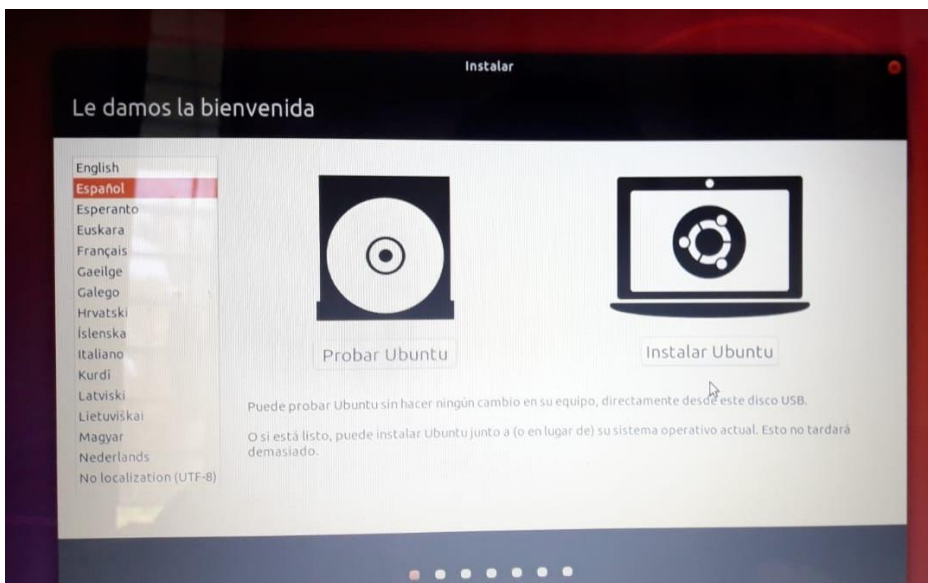 Instalar
Le damos la bienvenida
English
Español
Esperanto
Euskara
Français
Gaeilge
Galego
Hrvatski
Íslenska
Italiano
Kurdî
Latviski
Lietuviškai
Magyar
Nederlands
No localization (UTF-8)
Probar Ubuntu
Instalar Ubuntu
Puede probar Ubuntu sin hacer ningún cambio en su equipo, directamente desde este disco USB.
O si está listo, puede instalar Ubuntu junto a (o en lugar de) su sistema operativo actual. Esto no tardará
demasiado.